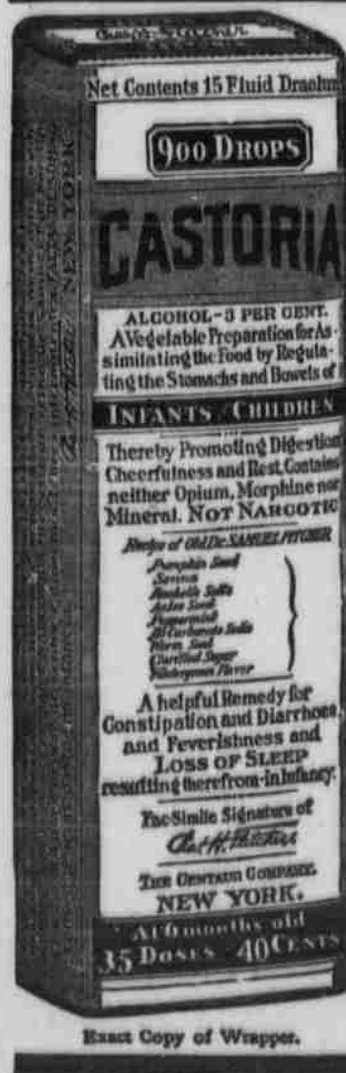 Net Contents 15 Fluid Drachm
900 DROPS
CASTORIA
ALCOHOL-3 PER CENT.
A Vegetable Preparation for As-
similating the Food by Regula-
ting the Stomachs and Bowels of
INFANTS CHILDREN
Thereby Promoting Digestion
Cheerfulness and Rest. Contains
neither Opium, Morphine nor
Mineral. NOT NARCOTIC
Recipe of Old Dr. SAMUEL PITCHER
Pumpkin Seed
Senna
Rochelle Salts
Anise Seed
Peppermint
Bi Carbonate Soda
Worm Seed
Clarified Sugar
Wintergreen Flavor
A helpful Remedy for
Constipation and Diarrhoea,
and Feverishness and
LOSS OF SLEEP
resulting therefrom-in Infancy.
Fac-Simile Signature of
Chas. H. Fletcher.
THE CENTAUR COMPANY,
NEW YORK.
At 6 months old
35 DOSES - 40 CENTS
Exact Copy of Wrapper.
NEW YORK